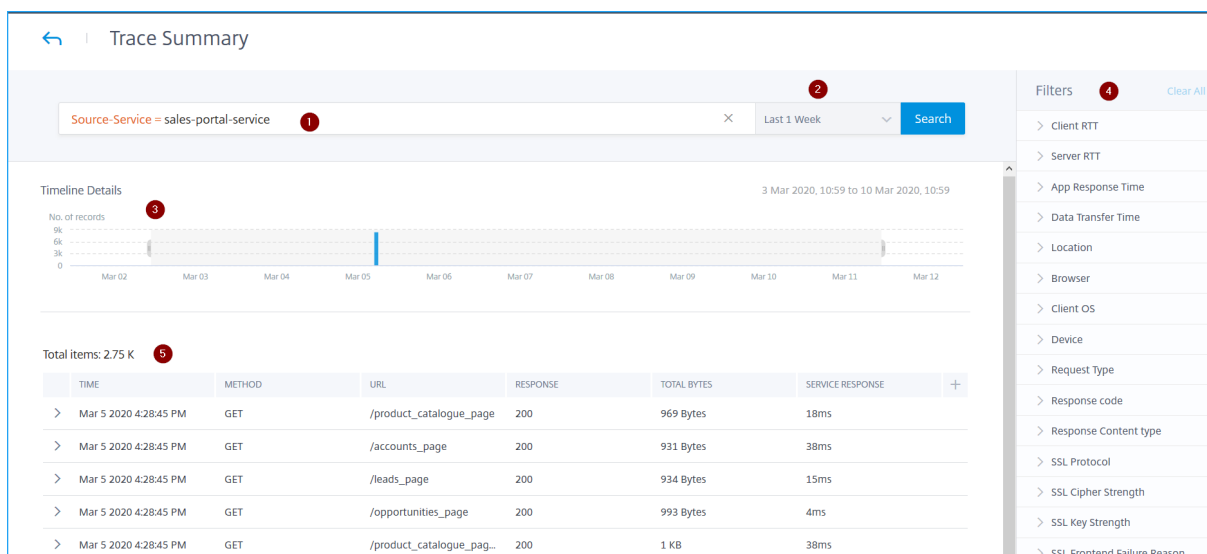 Trace Summary
2
Filters 4 Clear All
Source-Service = sales-portal-service 1 × Last 1 Week Search
Client RTT
Server RTT
App Response Time
Data Transfer Time
Location
Browser
Client OS
Device
Request Type
Response code
Response Content type
SSL Protocol
SSL Cipher Strength
SSL Key Strength
SSL Frontend Failure Reason
Timeline Details 3 Mar 2020, 10:59 to 10 Mar 2020, 10:59
No. of records 3
9k
6k
3k
0
Mar 02 Mar 03 Mar 04 Mar 05 Mar 06 Mar 07 Mar 08 Mar 09 Mar 10 Mar 11 Mar 12
Total items: 2.75 K 5
TIME METHOD URL RESPONSE TOTAL BYTES SERVICE RESPONSE +
Mar 5 2020 4:28:45 PM GET /product_catalogue_page 200 969 Bytes 18ms
Mar 5 2020 4:28:45 PM GET /accounts_page 200 931 Bytes 38ms
Mar 5 2020 4:28:45 PM GET /leads_page 200 934 Bytes 15ms
Mar 5 2020 4:28:45 PM GET /opportunities_page 200 993 Bytes 4ms
Mar 5 2020 4:28:45 PM GET /product_catalogue_pag... 200 1 KB 38ms